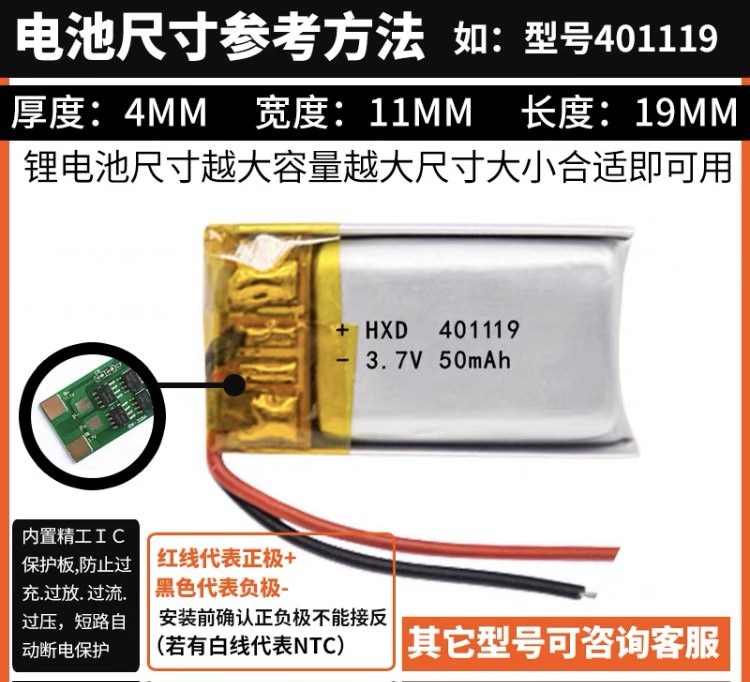 电池尺寸参考方法 如：型号401119
厚度：4MM 宽度：11MM 长度：19MM
锂电池尺寸越大容量越大尺寸大小合适即可用
+ HXD 401119
- 3.7V 50mAh
内置精工IC
保护板,防止过
充.过放.过流.
过压，短路自
动断电保护
红线代表正极+
黑色代表负极-
安装前确认正负极不能接反
（若有白线代表NTC）
其它型号可咨询客服